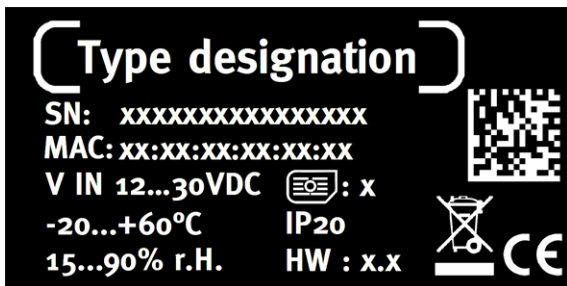 Type designation
SN: xxxxxxxxxxxxxxxx
MAC: xx:xx:xx:xx:xx:xx
V IN 12...30VDC : x
-20...+60°C IP20
15...90% r.H. HW : x.x
CE